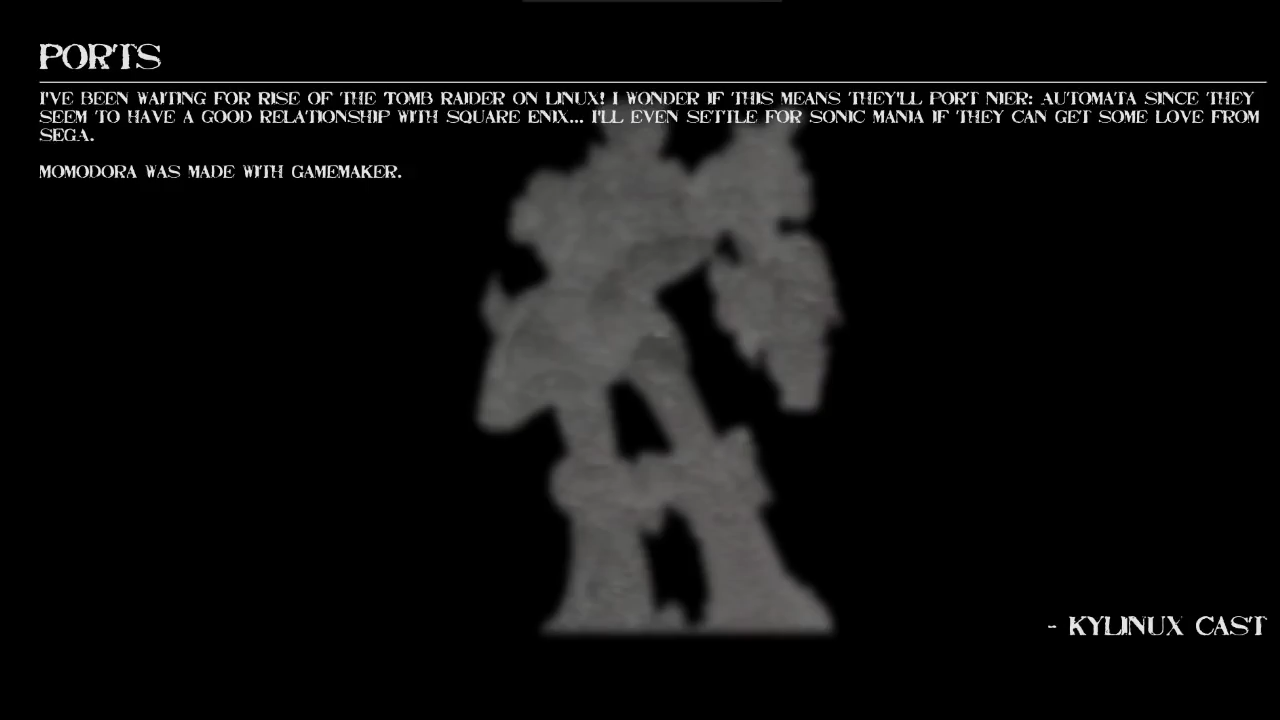 PORTS
I'VE BEEN WAITING FOR RISE OF THE TOMB RAIDER ON LINUX! I WONDER IF THIS MEANS THEY'LL PORT NIER: AUTOMATA SINCE THEY
SEEM TO HAVE A GOOD RELATIONSHIP WITH SQUARE ENIX... I'LL EVEN SETTLE FOR SONIC MANIA IF THEY CAN GET SOME LOVE FROM
SEGA.
MOMODORA WAS MADE WITH GAMEMAKER.
- KYLINUX CAST